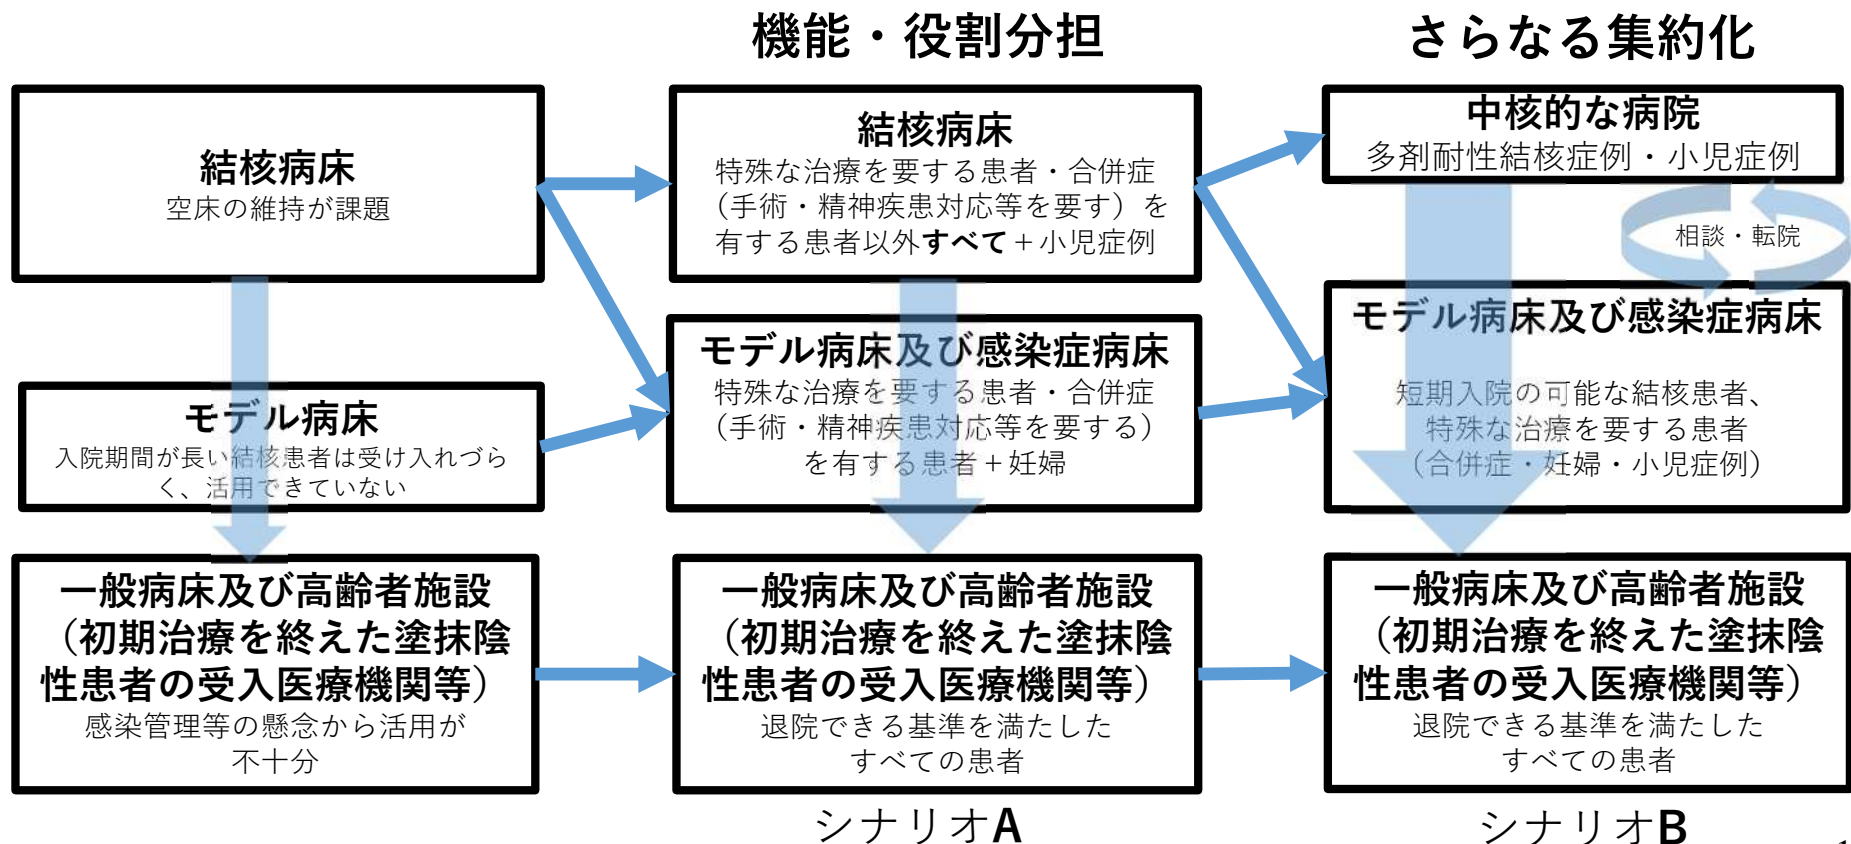 機能・役割分担
さらなる集約化
結核病床
空床の維持が課題
モデル病床
入院期間が長い結核患者は受け入れづら
く、活用できていない
一般病床及び高齢者施設
（初期治療を終えた塗抹陰
性患者の受入医療機関等）
感染管理等の懸念から活用が
不十分
結核病床
特殊な治療を要する患者・合併症
（手術・精神疾患対応等を要す）を
有する患者以外すべて＋小児症例
モデル病床及び感染症病床
特殊な治療を要する患者・合併症
（手術・精神疾患対応等を要する）
を有する患者＋妊婦
一般病床及び高齢者施設
（初期治療を終えた塗抹陰
性患者の受入医療機関等）
退院できる基準を満たした
すべての患者
シナリオA
中核的な病院
多剤耐性結核症例・小児症例
相談・転院
モデル病床及び感染症病床
短期入院の可能な結核患者、
特殊な治療を要する患者
（合併症・妊婦・小児症例）
一般病床及び高齢者施設
（初期治療を終えた塗抹陰
性患者の受入医療機関等）
退院できる基準を満たした
すべての患者
シナリオB